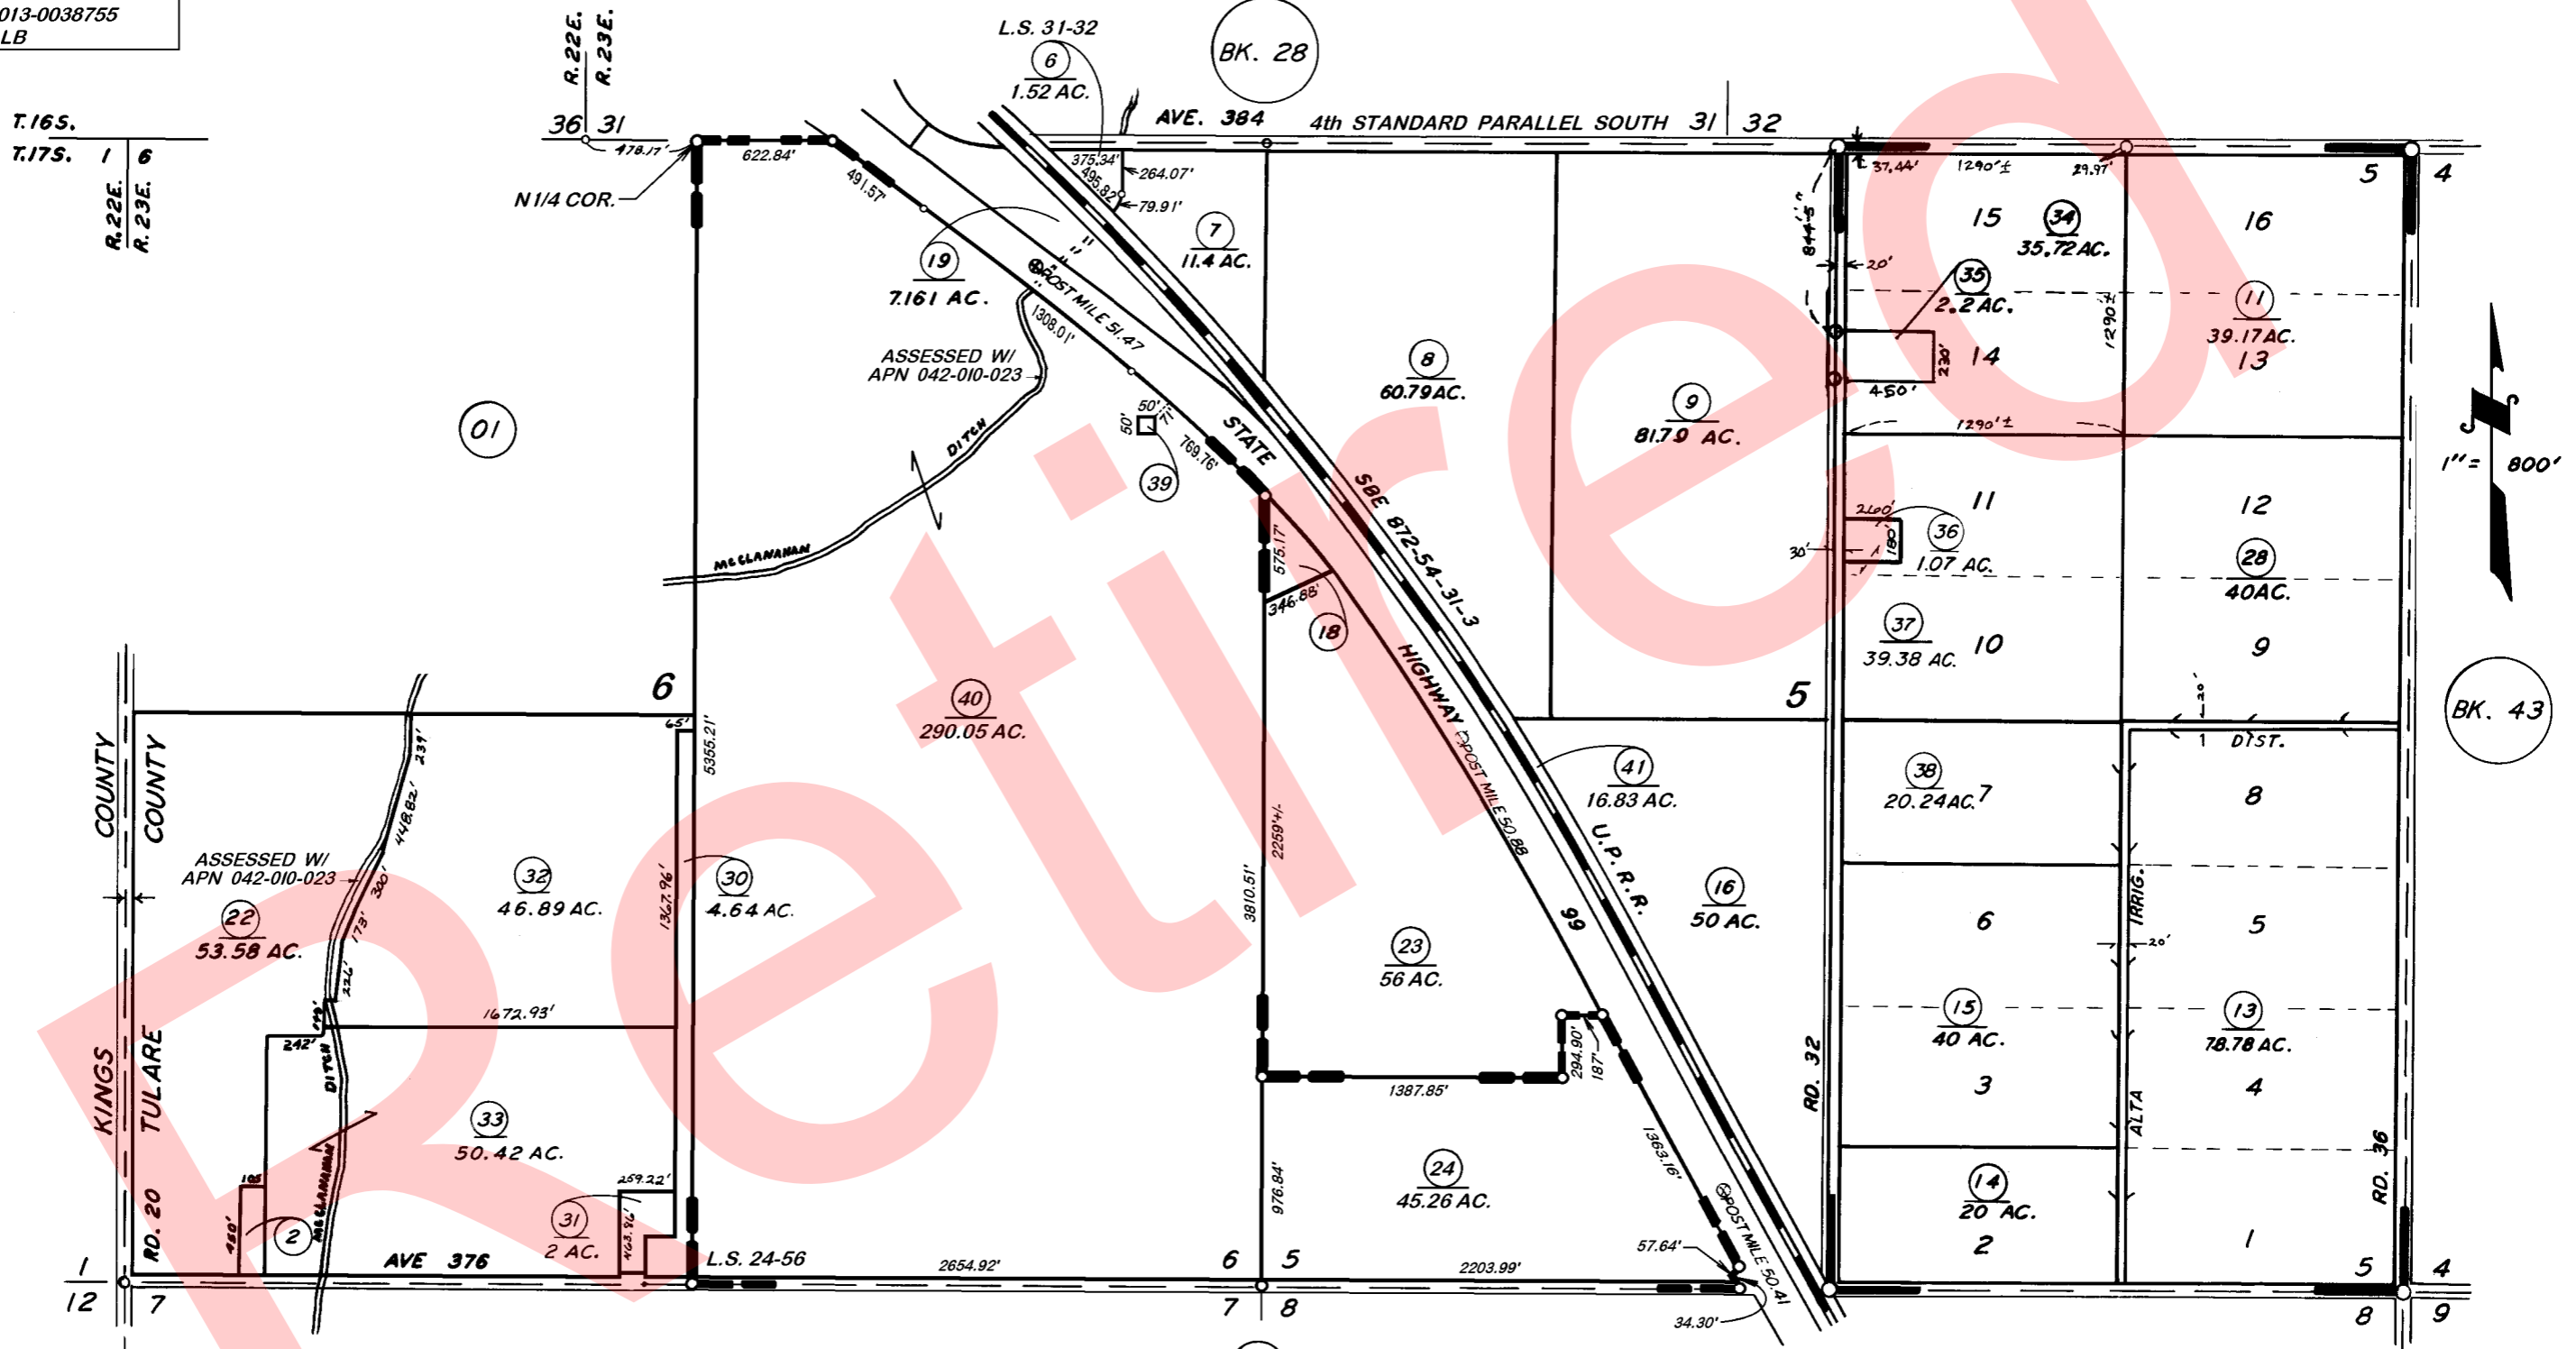 013-0038755
LB
R.22E.
R.23E.
L.S. 31-32
6
1.52 AC.
BK. 28
T.16S.
T.17S.
1
6
R.22E.
R.23E.
36
31
478.17'
622.84'
N 1/4 COR.
AVE. 384
4th STANDARD PARALLEL SOUTH
31
32
375.34'
495.82'
264.07'
79.91'
491.57'
7
11.4 AC.
19
7.161 AC.
POST MILE 51.47
1308.01'
ASSESSED W/
APN 042-010-023
DITCH
MC CLANAHAN
01
50'
50'
39
769.76'
STATE
HIGHWAY
99
8
60.79 AC.
9
81.79 AC.
37.44'
1290'±
29.97'
5
4
844.5'
20'
15
34
35.72 AC.
16
35
2.2 AC.
1290'±
11
39.17 AC.
13
14
230'
450'
1290'±
1"= 800'
SBE 872-54-31-3
575.17'
346.88'
18
11
12
260'
180'
30'
36
1.07 AC.
28
40 AC.
37
39.38 AC.
10
9
6
65'
5355.21'
40
290.05 AC.
5
BK. 43
20'
DIST.
KINGS COUNTY
TULARE COUNTY
239'
448.82'
300'
173'
226'
ASSESSED W/
APN 042-010-023
22
53.58 AC.
32
46.89 AC.
1367.96'
30
4.64 AC.
2259'+/-
3810.51'
POST MILE 50.88
41
16.83 AC.
U.P.R.R.
16
50 AC.
38
20.24 AC.
7
8
6
5
IRRIG.
20'
23
56 AC.
1672.93'
242'
DITCH
294.90'
187'
1387.85'
RD. 32
15
40 AC.
3
13
78.78 AC.
4
ALTA
RD. 36
33
50.42 AC.
MC CLANAHAN
105
450'
2
RD. 20
259.22'
463.86'
31
2 AC.
976.84'
24
45.26 AC.
1363.16'
POST MILE 50.41
57.64'
34.30'
14
20 AC.
2
1
AVE 376
L.S. 24-56
2654.92'
6
5
2203.99'
1
12
7
7
8
5
4
8
9
Retired